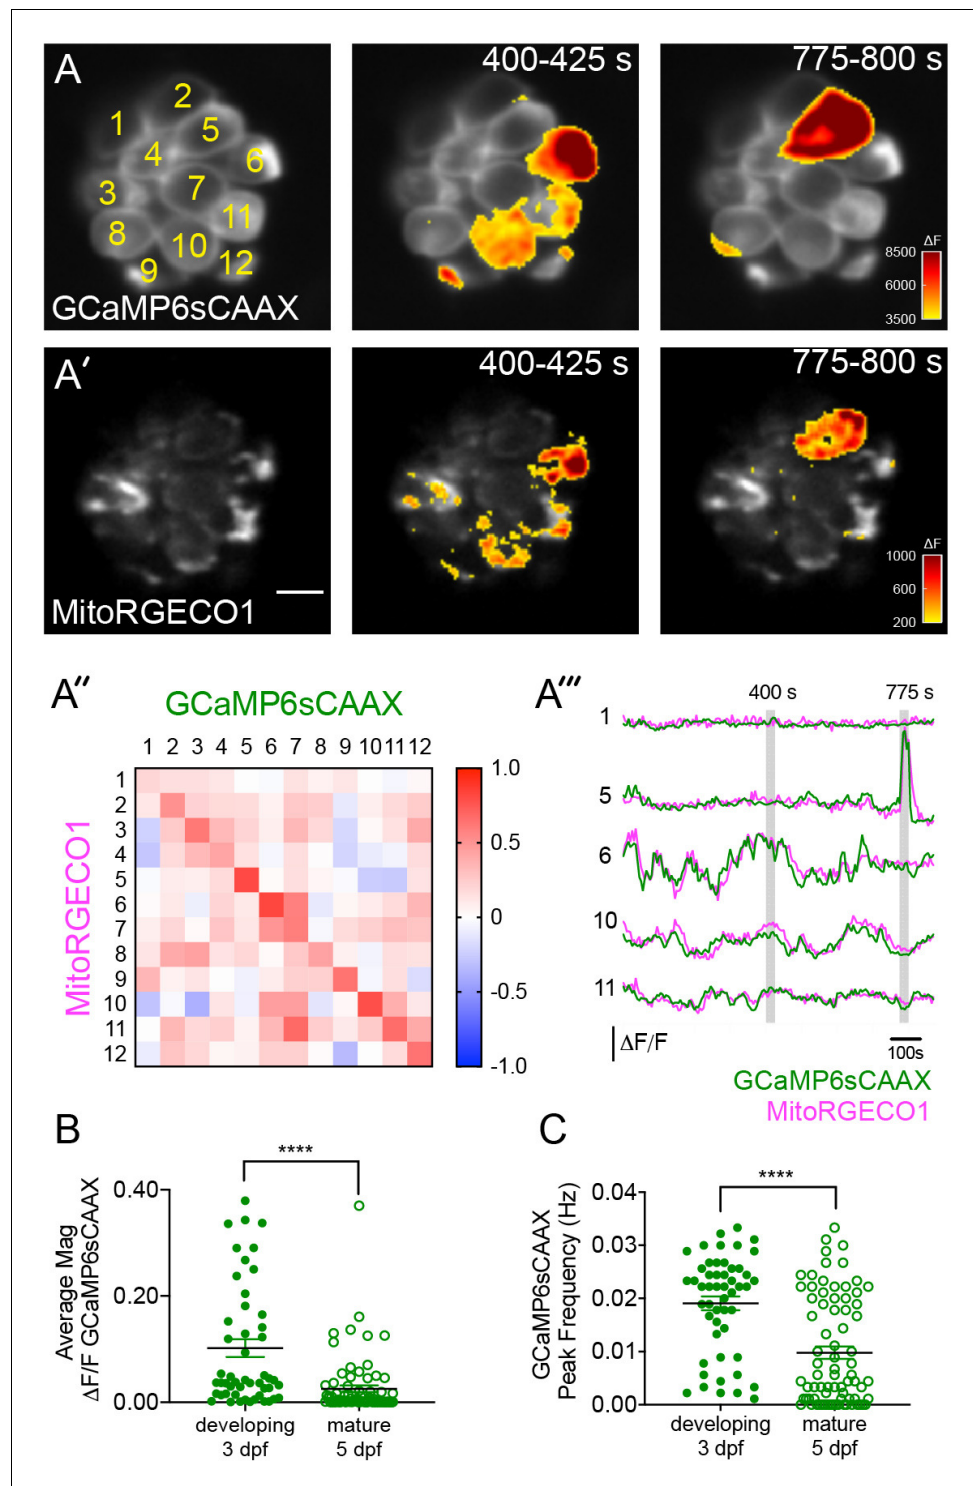 A
1
2
3
4
5
6
7
8
9
10
11
12
GCaMP6sCAAX
400-425 s
775-800 s
ΔF
8500
6000
3500
A′
MitoRGECO1
400-425 s
775-800 s
ΔF
1000
600
200
A″
GCaMP6sCAAX
1 2 3 4 5 6 7 8 9 10 11 12
MitoRGECO1
1
2
3
4
5
6
7
8
9
10
11
12
1.0
0.5
0
-0.5
-1.0
A‴
400 s
775 s
1
5
6
10
11
ΔF/F
100s
GCaMP6sCAAX
MitoRGECO1
B
****
Average Mag
ΔF/F GCaMP6sCAAX
0.40
0.20
0.00
developing
3 dpf
mature
5 dpf
C
****
GCaMP6sCAAX
Peak Frequency (Hz)
0.04
0.03
0.02
0.01
0.00
developing
3 dpf
mature
5 dpf